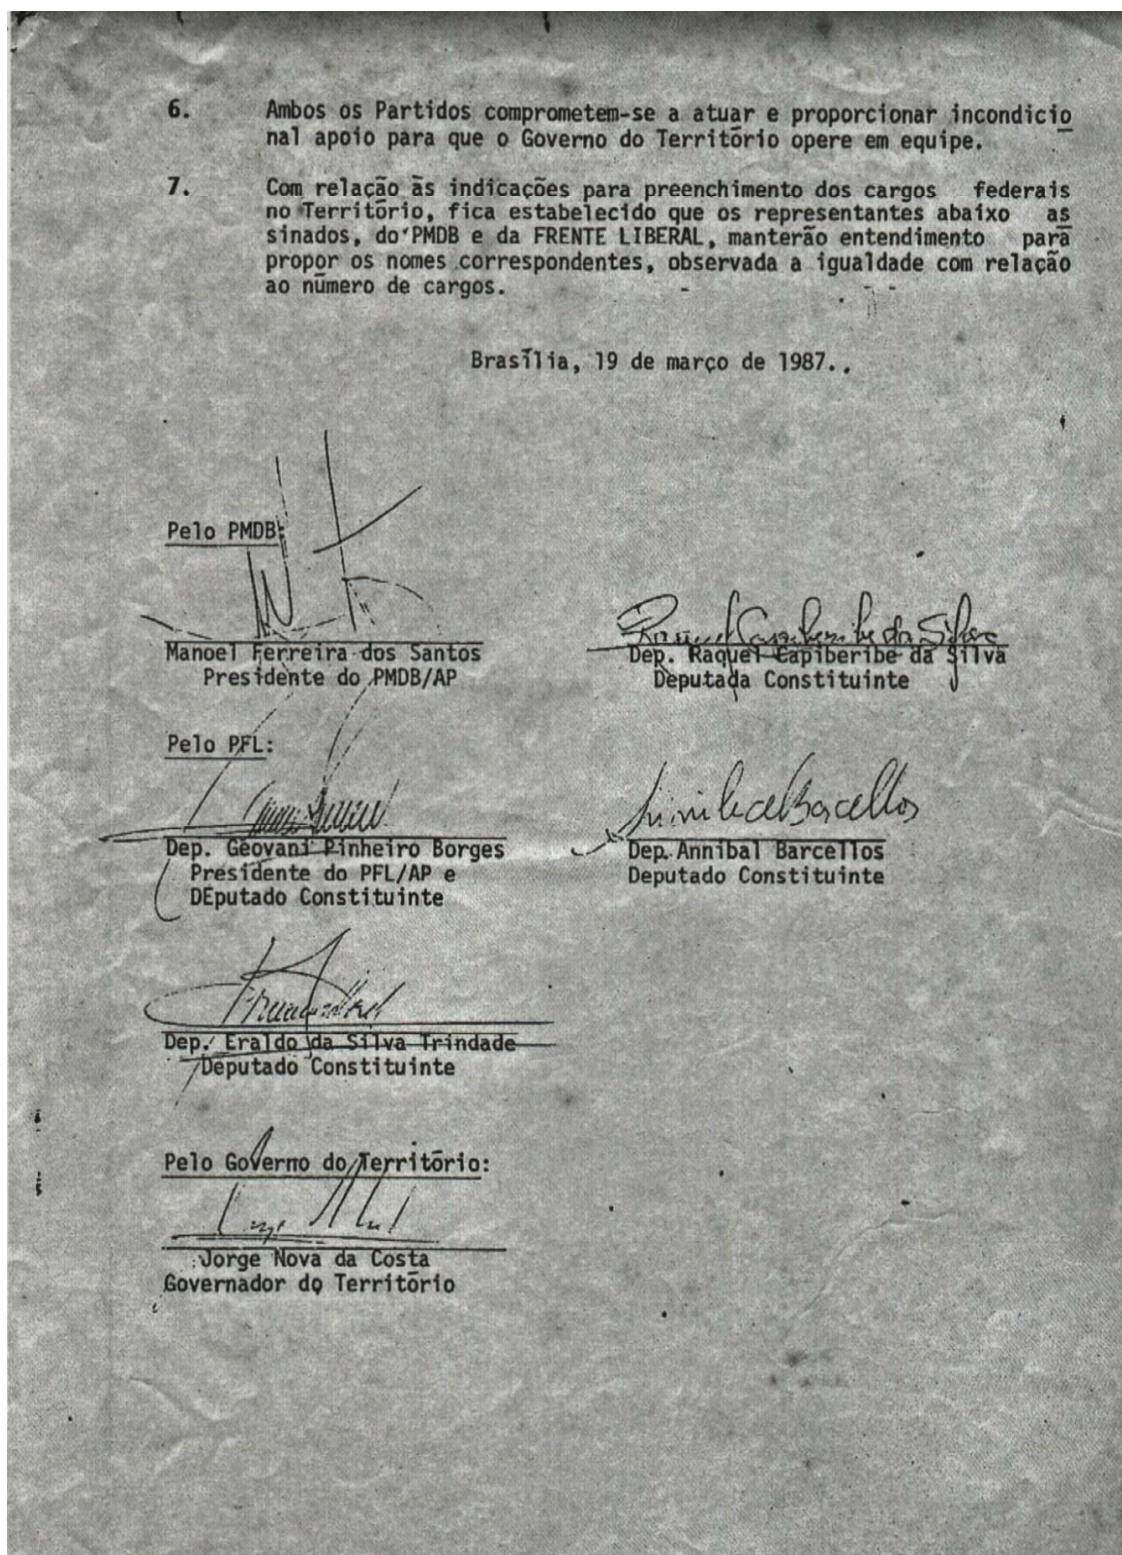 6. Ambos os Partidos comprometem-se a atuar e proporcionar incondicio
nal apoio para que o Governo do Território opere em equipe.
7. Com relação às indicações para preenchimento dos cargos federais
no Território, fica estabelecido que os representantes abaixo as
sinados, do PMDB e da FRENTE LIBERAL, manterão entendimento para
propor os nomes correspondentes, observada a igualdade com relação
ao número de cargos.
Brasília, 19 de março de 1987..
Pelo PMDB:
Raquel Capiberibe da Silva
Manoel Ferreira dos Santos
Presidente do PMDB/AP
Dep. Raquel Capiberibe da Silva
Deputada Constituinte
Pelo PFL:
Annibal Barcellos
Dep. Geovani Pinheiro Borges
Presidente do PFL/AP e
DEputado Constituinte
Dep. Annibal Barcellos
Deputado Constituinte
Dep. Eraldo da Silva Trindade
Deputado Constituinte
Pelo Governo do Território:
Jorge Nova da Costa
Governador do Território